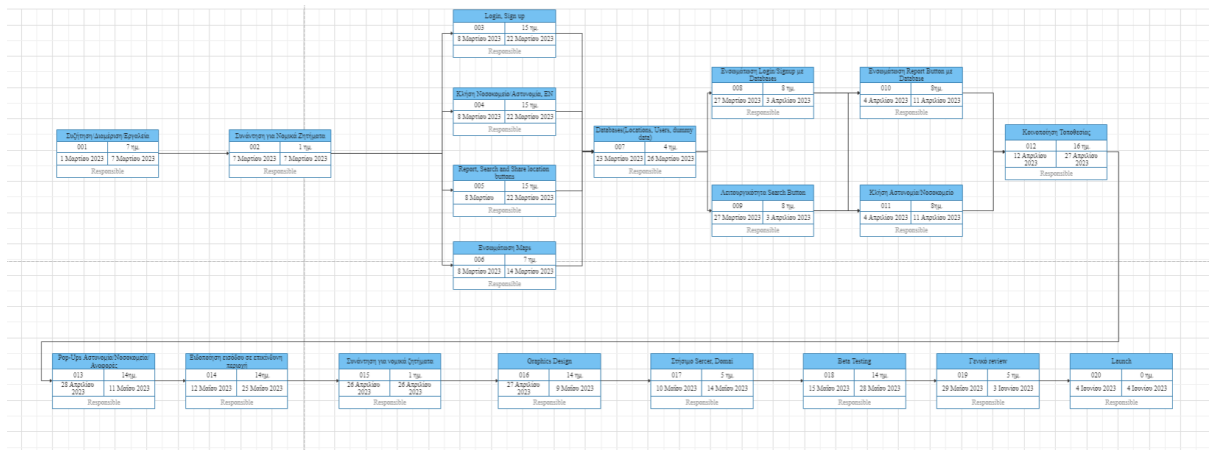 Login, Sign up
003 15 ημ.
8 Μαρτίου 2023 22 Μαρτίου 2023
Responsible
Κλήση Νοσοκομείο Αστυνομία, ΕΝ
004 15 ημ.
8 Μαρτίου 2023 22 Μαρτίου 2023
Responsible
Συζήτηση Διαμόιραση Εργαλεία
001 7 ημ.
1 Μαρτίου 2023 7 Μαρτίου 2023
Responsible
Συνάντηση για Νομικά Ζητήματα
002 1 ημ.
7 Μαρτίου 2023 7 Μαρτίου 2023
Responsible
Report, Search and Share location
buttons
005 15 ημ.
8 Μαρτίου 22 Μαρτίου 2023
Responsible
Ενσωμάτωση Maps
006 7 ημ.
8 Μαρτίου 2023 14 Μαρτίου 2023
Responsible
Databases(Locations, Users, dummy
data)
007 4 ημ.
23 Μαρτίου 2023 26 Μαρτίου 2023
Responsible
Ενσωμάτωση Login/Signup με
Databases
008 8 ημ.
27 Μαρτίου 2023 3 Απριλίου 2023
Responsible
Λειτουργικότητα Search Button
009 8 ημ.
27 Μαρτίου 2023 3 Απριλίου 2023
Responsible
Ενσωμάτωση Report Button με
Database
010 8ημ.
4 Απριλίου 2023 11 Απριλίου 2023
Responsible
Κλήση Αστυνομία/Νοσοκομείο
011 8ημ.
4 Απριλίου 2023 11 Απριλίου 2023
Responsible
Κοινοποίηση Τοποθεσίας
012 16 ημ.
12 Απριλίου 27 Απριλίου
2023 2023
Responsible
Pop-Ups Αστυνομία/Νοσοκομείο/
Αναφορές
013 14ημ.
28 Απριλίου 11 Μαΐου 2023
2023
Responsible
Ειδοποίηση εισόδου σε επικίνδυνη
περιοχή
014 14ημ.
12 Μαΐου 2023 25 Μαΐου 2023
Responsible
Συνάντηση για νομικά ζητήματα
015 1 ημ.
26 Απριλίου 26 Απριλίου
2023 2023
Responsible
Graphics Design
016 14 ημ.
27 Απριλίου 9 Μαΐου 2023
2023
Responsible
Στήσιμο Server, Domai
017 5 ημ.
10 Μαΐου 2023 14 Μαΐου 2023
Responsible
Beta Testing
018 14 ημ.
15 Μαΐου 2023 28 Μαΐου 2023
Responsible
Γενικό review
019 5 ημ.
29 Μαΐου 2023 3 Ιουνίου 2023
Responsible
Launch
020 0 ημ.
4 Ιουνίου 2023 4 Ιουνίου 2023
Responsible